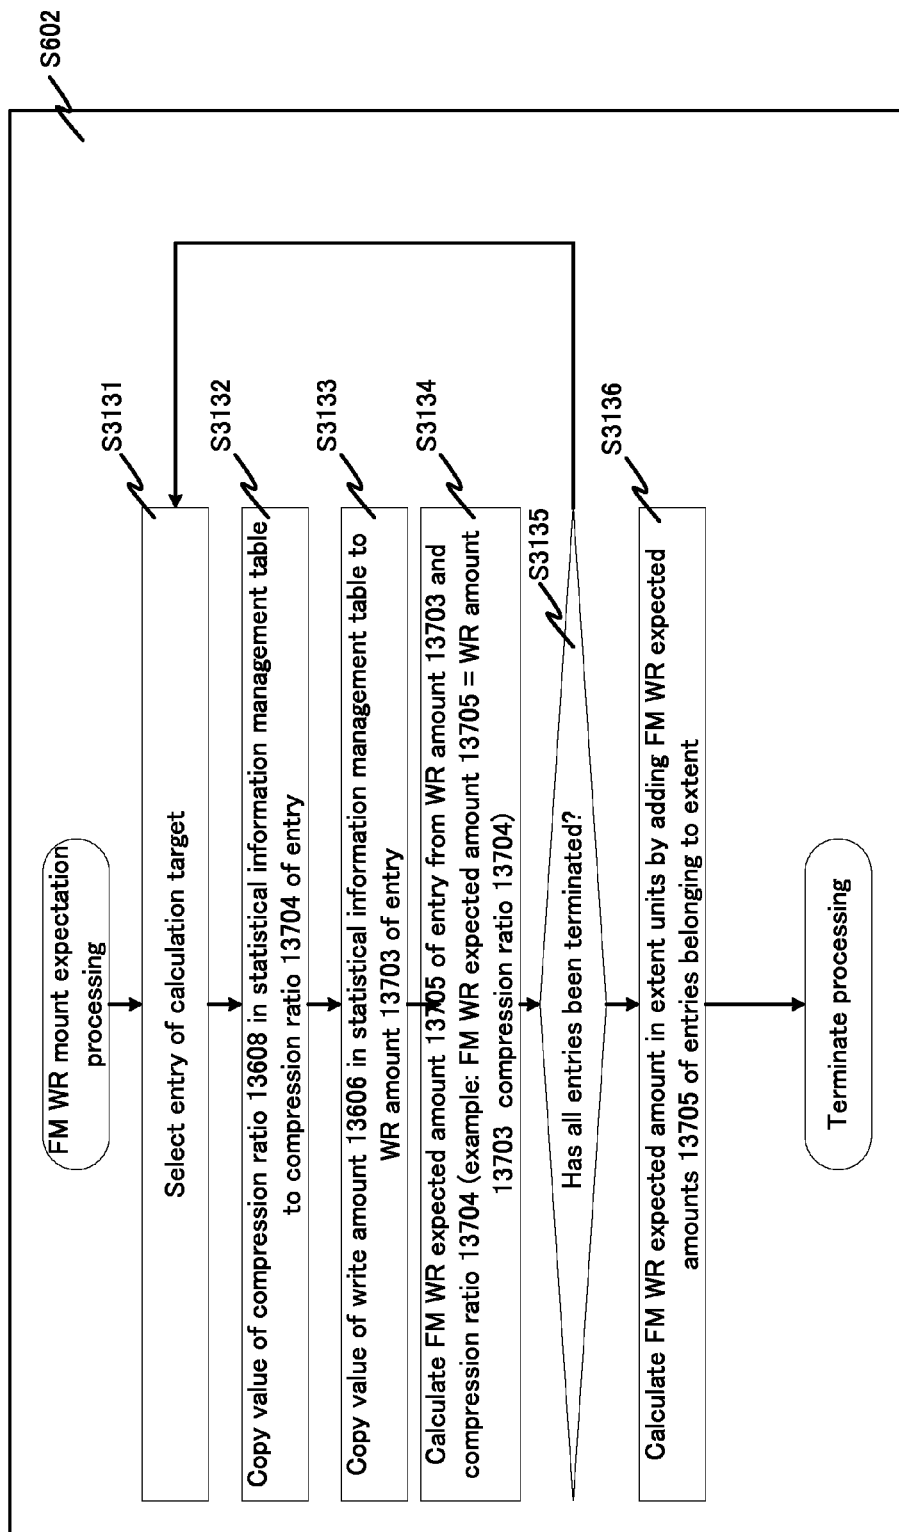 S602
FM WR mount expectation
processing
S3131
Select entry of calculation target
S3132
Copy value of compression ratio 13608 in statistical information management table
to compression ratio 13704 of entry
S3133
Copy value of write amount 13606 in statistical information management table to
WR amount 13703 of entry
S3134
Calculate FM WR expected amount 13705 of entry from WR amount 13703 and
compression ratio 13704 (example: FM WR expected amount 13705 = WR amount
13703 compression ratio 13704)
S3135
Has all entries been terminated?
S3136
Calculate FM WR expected amount in extent units by adding FM WR expected
amounts 13705 of entries belonging to extent
Terminate processing